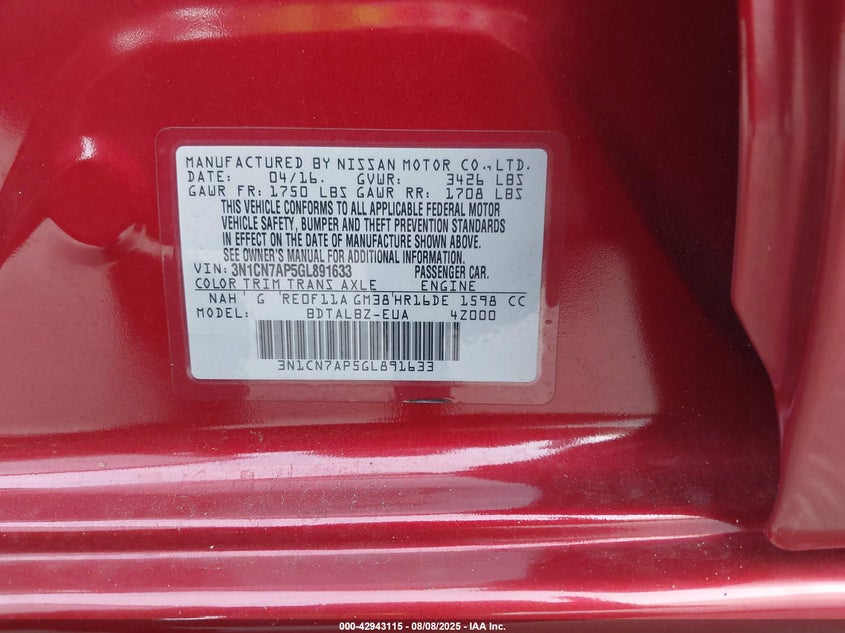 MANUFACTURED BY NISSAN MOTOR CO., LTD.
DATE: 04/16. GVWR: 3426 LBS
GAWR FR: 1750 LBS GAWR RR: 1708 LBS
THIS VEHICLE CONFORMS TO ALL APPLICABLE FEDERAL MOTOR
VEHICLE SAFETY, BUMPER AND THEFT PREVENTION STANDARDS
IN EFFECT ON THE DATE OF MANUFACTURE SHOWN ABOVE.
SEE OWNER'S MANUAL FOR ADDITIONAL INFORMATION.
VIN: 3N1CN7AP5GL891633 PASSENGER CAR.
COLOR TRIM TRANS AXLE ENGINE
NAH G RE0F11A GM38 HR16DE 1598 CC
MODEL: BDTALBZ-EUA 4Z000
3N1CN7AP5GL891633
000-42943115 - 08/08/2025 - IAA Inc.